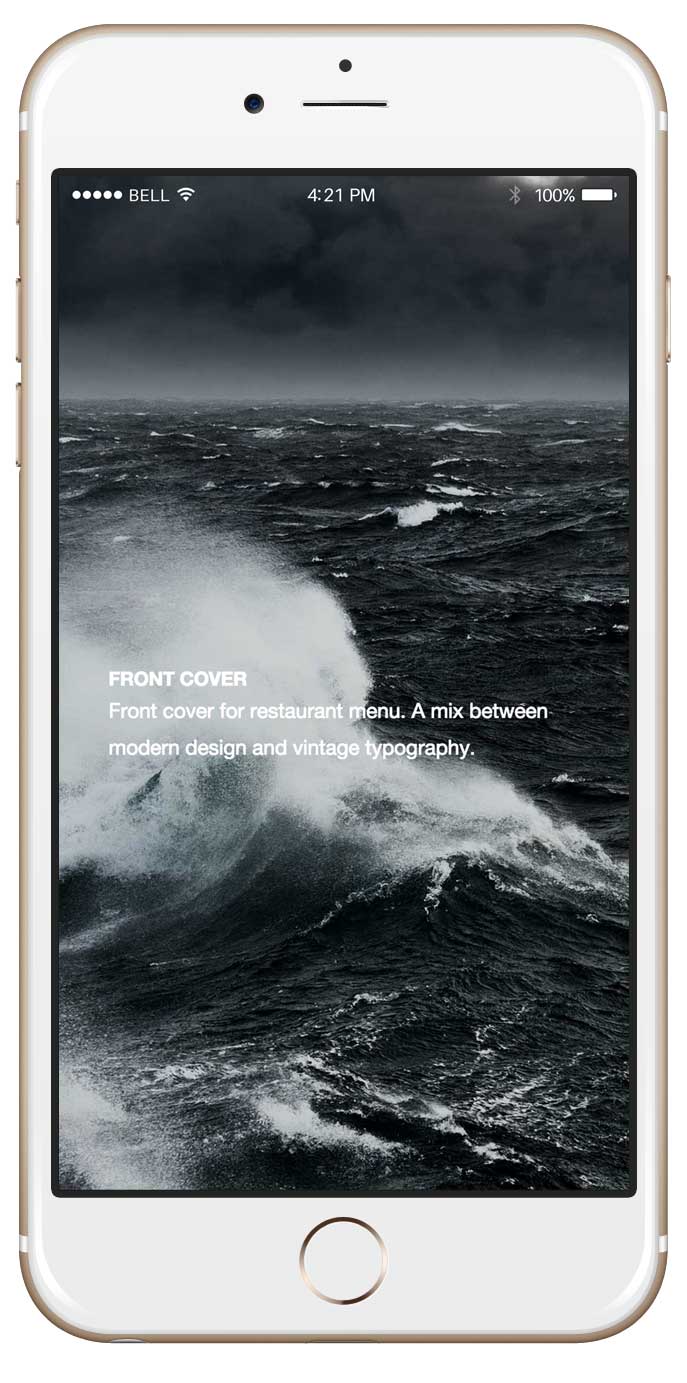 BELL 4:21 PM 100%
FRONT COVER
Front cover for restaurant menu. A mix between
modern design and vintage typography.